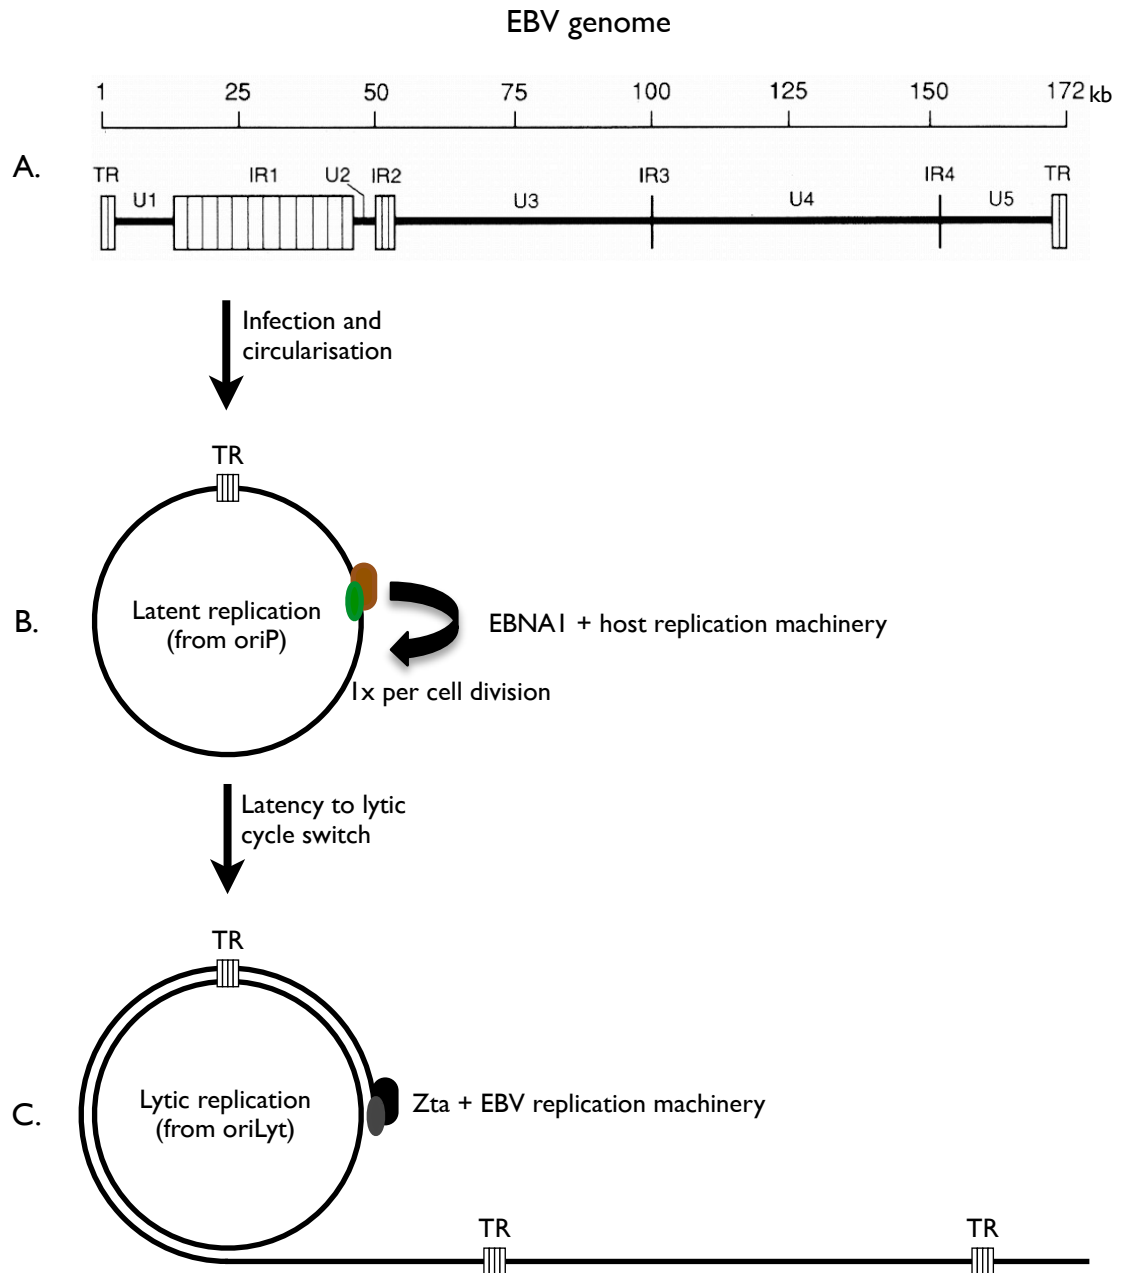 EBV genome
1 25 50 75 100 125 150 172 kb
A.
TR IR1 U2 IR2 IR3 IR4 TR
U1 U3 U4 U5
Infection and
circularisation
TR
Latent replication
(from oriP)
B.
EBNA1 + host replication machinery
1x per cell division
Latency to lytic
cycle switch
TR
Lytic replication
(from oriLyt)
C.
Zta + EBV replication machinery
TR TR